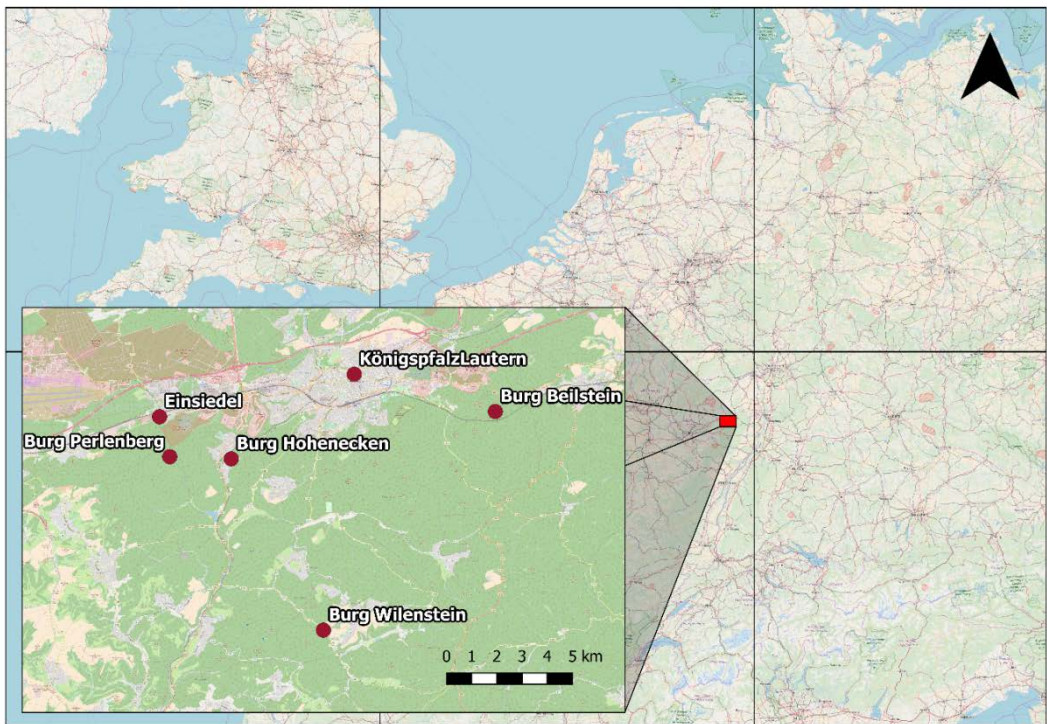 KönigspfalzLautern
Burg Beilstein
Einsiedel
Burg Perlenberg
Burg Hohenecken
Burg Wilenstein
0 1 2 3 4 5 km